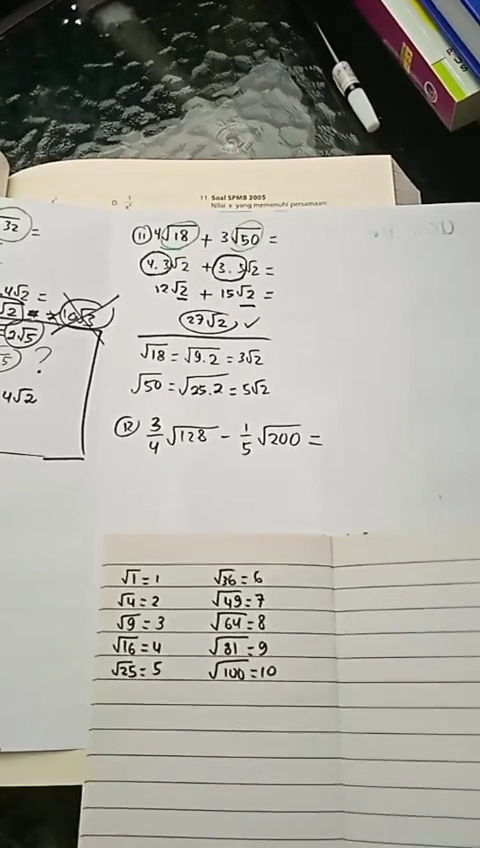 D. 1/x²
11. Soal SPMB 2005
Nilai x yang memenuhi persamaan
√32 =
4√2 =
= 2√5
√5 ?
4√2
11) 4√18 + 3√50 =
4.3√2 + 3.5√2 =
12√2 + 15√2 =
27√2 ✓
√18 = √9.2 = 3√2
√50 = √25.2 = 5√2
12) 3/4 √128 - 1/5 √200 =
√1 = 1 √36 = 6
√4 = 2 √49 = 7
√9 = 3 √64 = 8
√16 = 4 √81 = 9
√25 = 5 √100 = 10